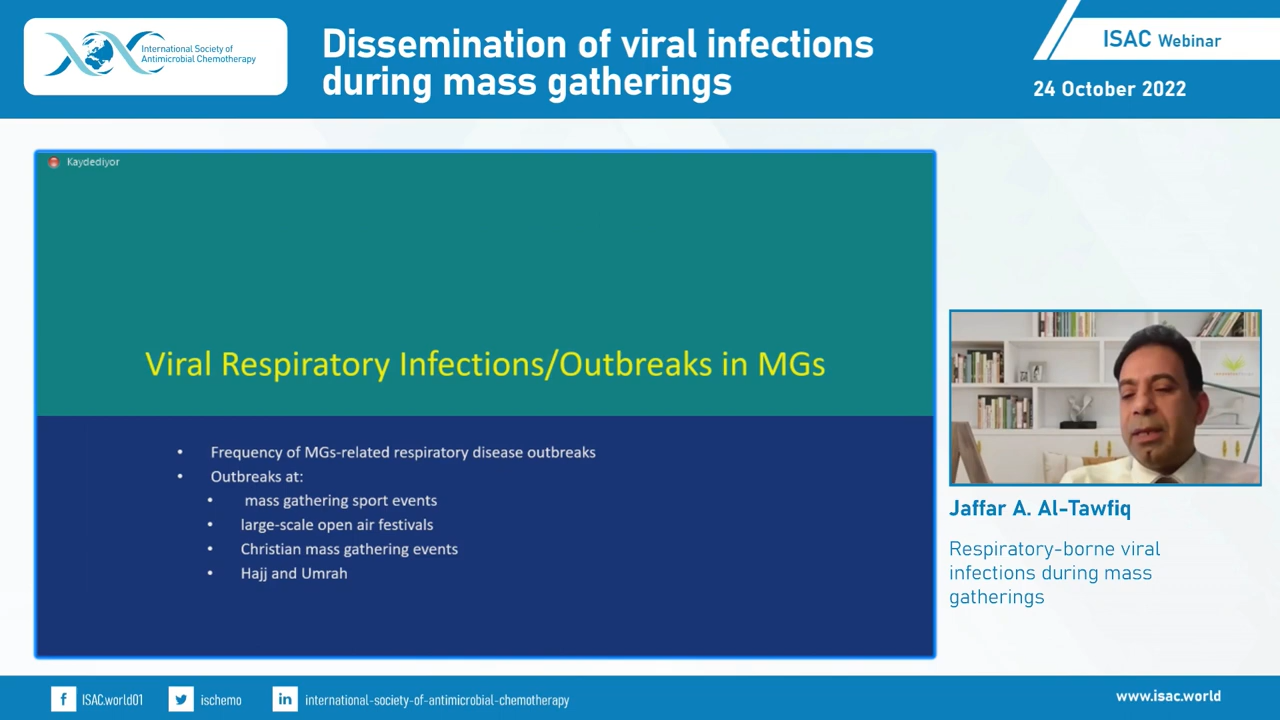 International Society of
Antimicrobial Chemotherapy
Dissemination of viral infections
during mass gatherings
ISAC Webinar
24 October 2022
Kaydediyor
Viral Respiratory Infections/Outbreaks in MGs
• Frequency of MGs-related respiratory disease outbreaks
• Outbreaks at:
• mass gathering sport events
• large-scale open air festivals
• Christian mass gathering events
• Hajj and Umrah
Jaffar A. Al-Tawfiq
Respiratory-borne viral
infections during mass
gatherings
ISAC.world01
ischemo
international-society-of-antimicrobial-chemotherapy
www.isac.world